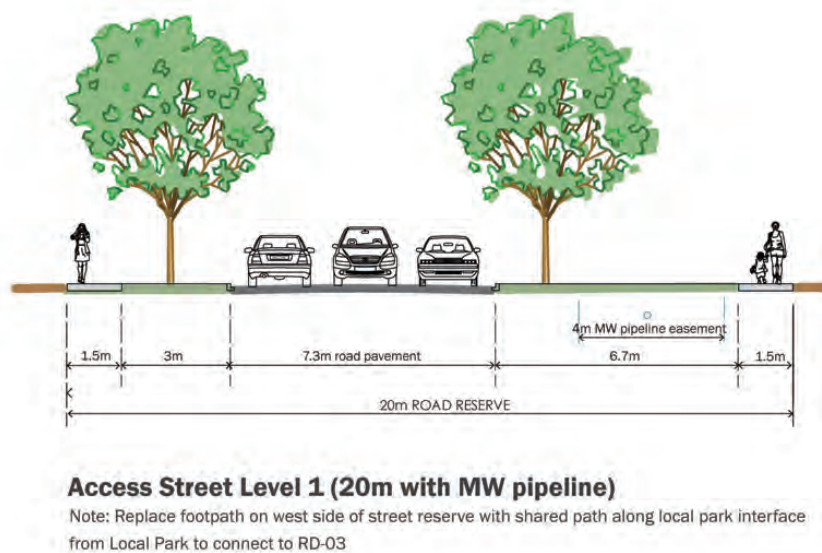 4m MW pipeline easement
1.5m 3m 7.3m road pavement 6.7m 1.5m
20m ROAD RESERVE
Access Street Level 1 (20m with MW pipeline)
Note: Replace footpath on west side of street reserve with shared path along local park interface
from Local Park to connect to RD-03